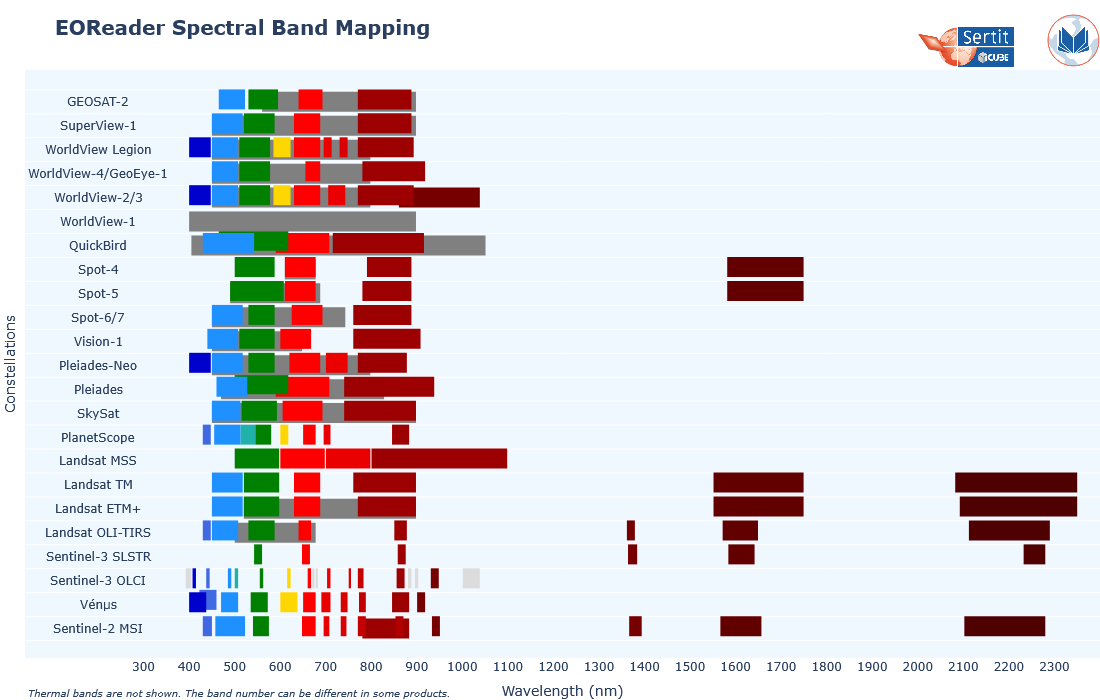 EOReader Spectral Band Mapping
Sertit
iCUBE
GEOSAT-2
SuperView-1
WorldView Legion
WorldView-4/GeoEye-1
WorldView-2/3
WorldView-1
QuickBird
Spot-4
Spot-5
Spot-6/7
Vision-1
Pleiades-Neo
Pleiades
SkySat
PlanetScope
Landsat MSS
Landsat TM
Landsat ETM+
Landsat OLI-TIRS
Sentinel-3 SLSTR
Sentinel-3 OLCI
Vénµs
Sentinel-2 MSI
Constellations
300 400 500 600 700 800 900 1000 1100 1200 1300 1400 1500 1600 1700 1800 1900 2000 2100 2200 2300
Wavelength (nm)
Thermal bands are not shown. The band number can be different in some products.